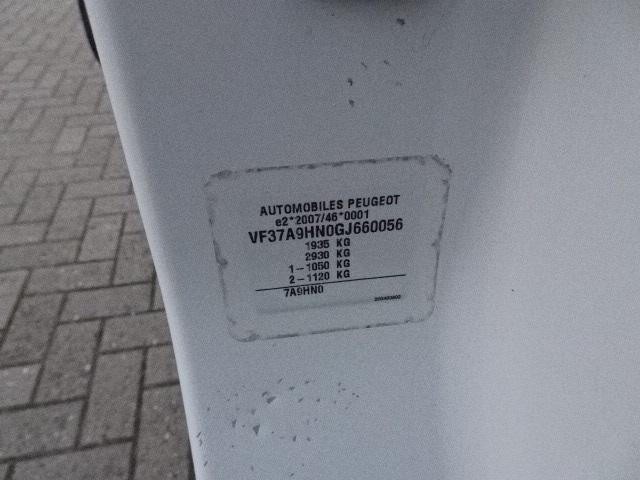 AUTOMOBILES PEUGEOT
e2*2007/46*0001
VF37A9HN0GJ660056
1935 KG
2930 KG
1-1050 KG
2-1120 KG
7A9HN0